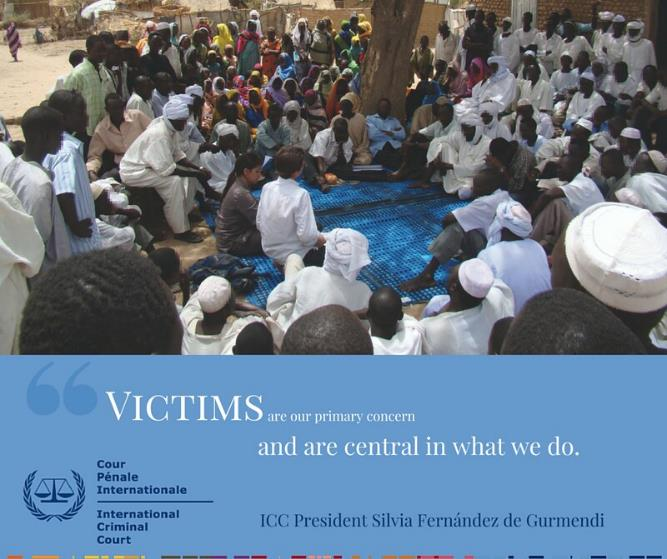 “ VICTIMS are our primary concern
and are central in what we do.
Cour
Pénale
Internationale
International
Criminal
Court
ICC President Silvia Fernández de Gurmendi